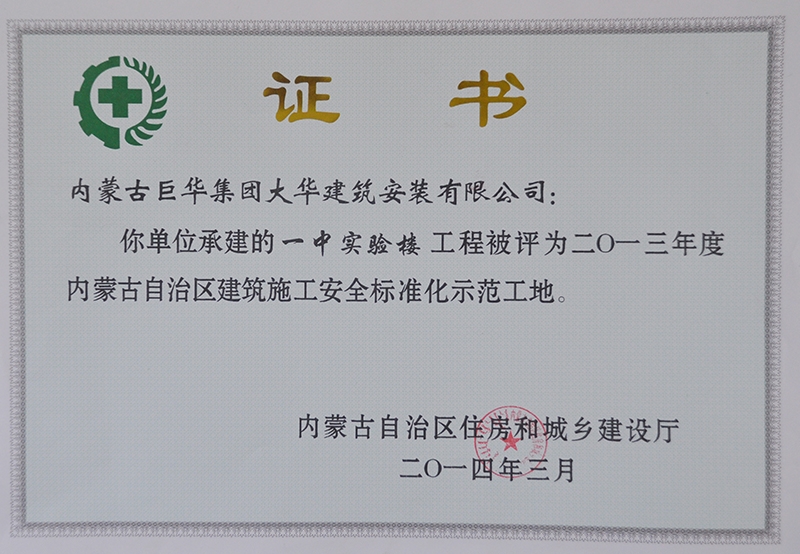 证书
内蒙古巨华集团大华建筑安装有限公司：
你单位承建的一中实验楼工程被评为二〇一三年度
内蒙古自治区建筑施工安全标准化示范工地。
内蒙古自治区住房和城乡建设厅
二〇一四年三月